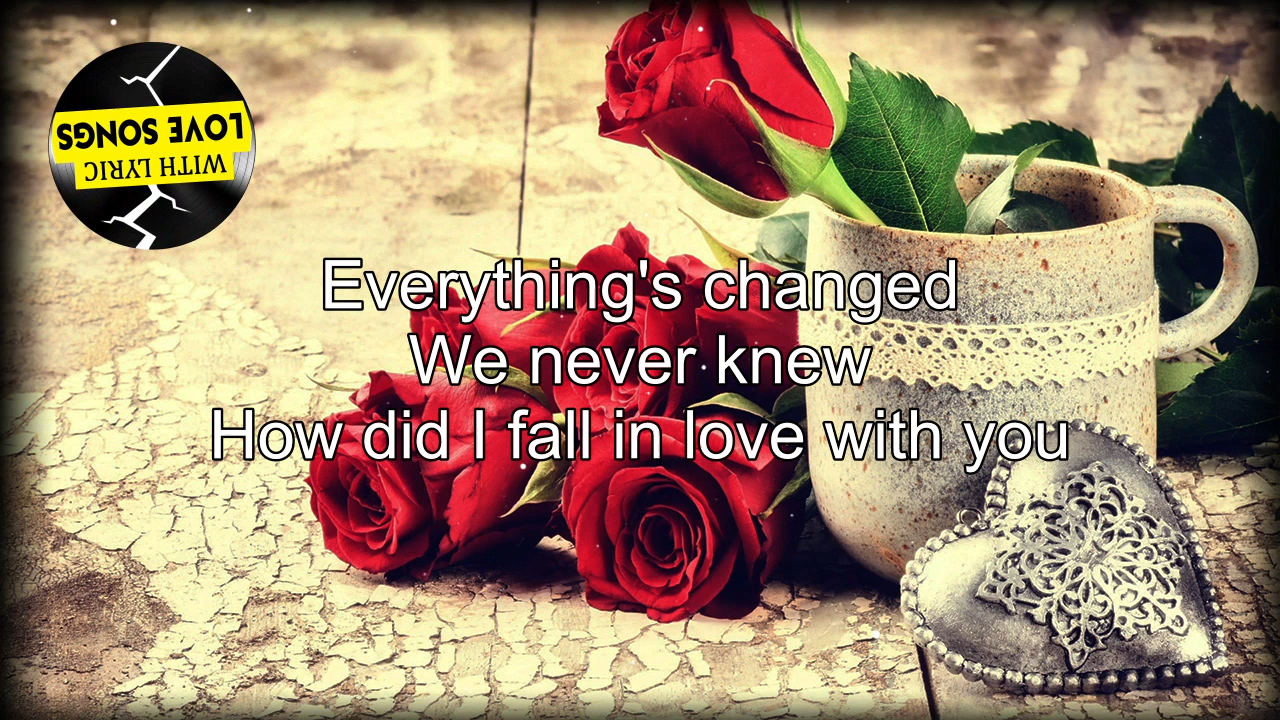 LOVE SONGS
WITH LYRIC
Everything's changed
We never knew
How did I fall in love with you